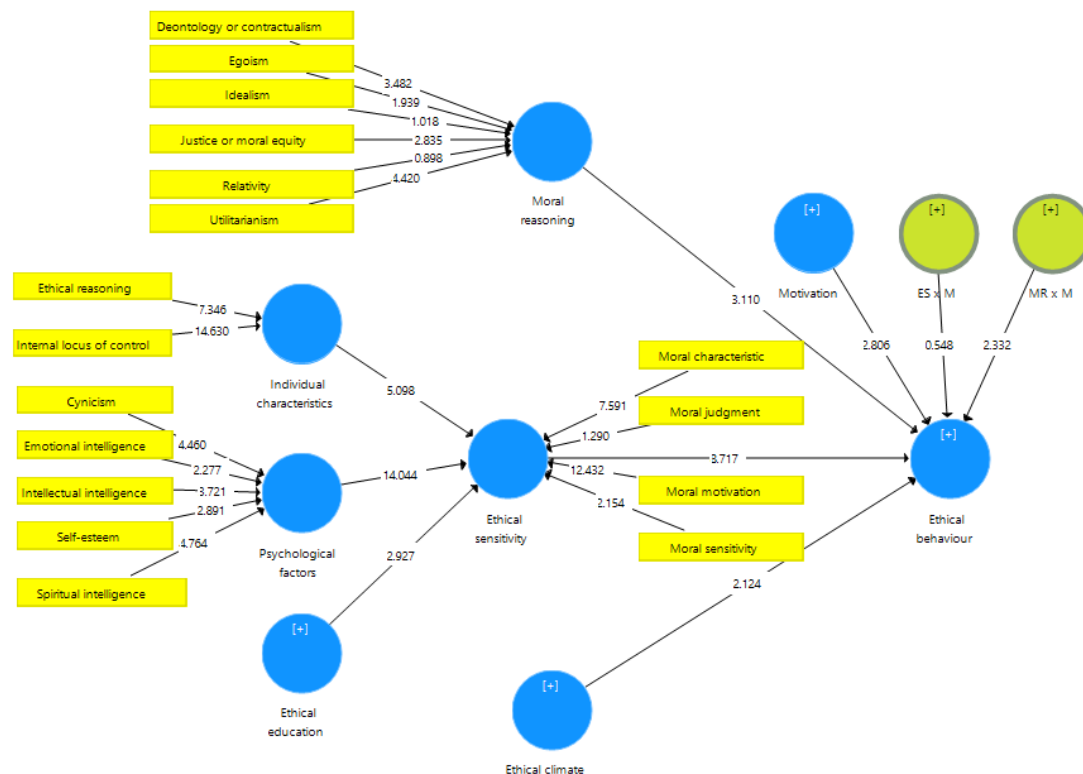 Deontology or contractualism
Egoism
Idealism
Justice or moral equity
Relativity
Utilitarianism
3.482
1.939
1.018
2.835
0.898
4.420
Moral
reasoning
[+]
Motivation
[+]
ES x M
[+]
MR x M
3.110
2.806
0.548
2.332
Ethical reasoning
Internal locus of control
7.346
14.630
Individual
characteristics
5.098
Cynicism
Emotional intelligence
Intellectual intelligence
Self-esteem
Spiritual intelligence
4.460
2.277
3.721
2.891
4.764
Psychological
factors
14.044
Moral characteristic
Moral judgment
Moral motivation
Moral sensitivity
7.591
1.290
12.432
2.154
Ethical
sensitivity
3.717
[+]
Ethical
behaviour
2.927
[+]
Ethical
education
2.124
[+]
Ethical climate